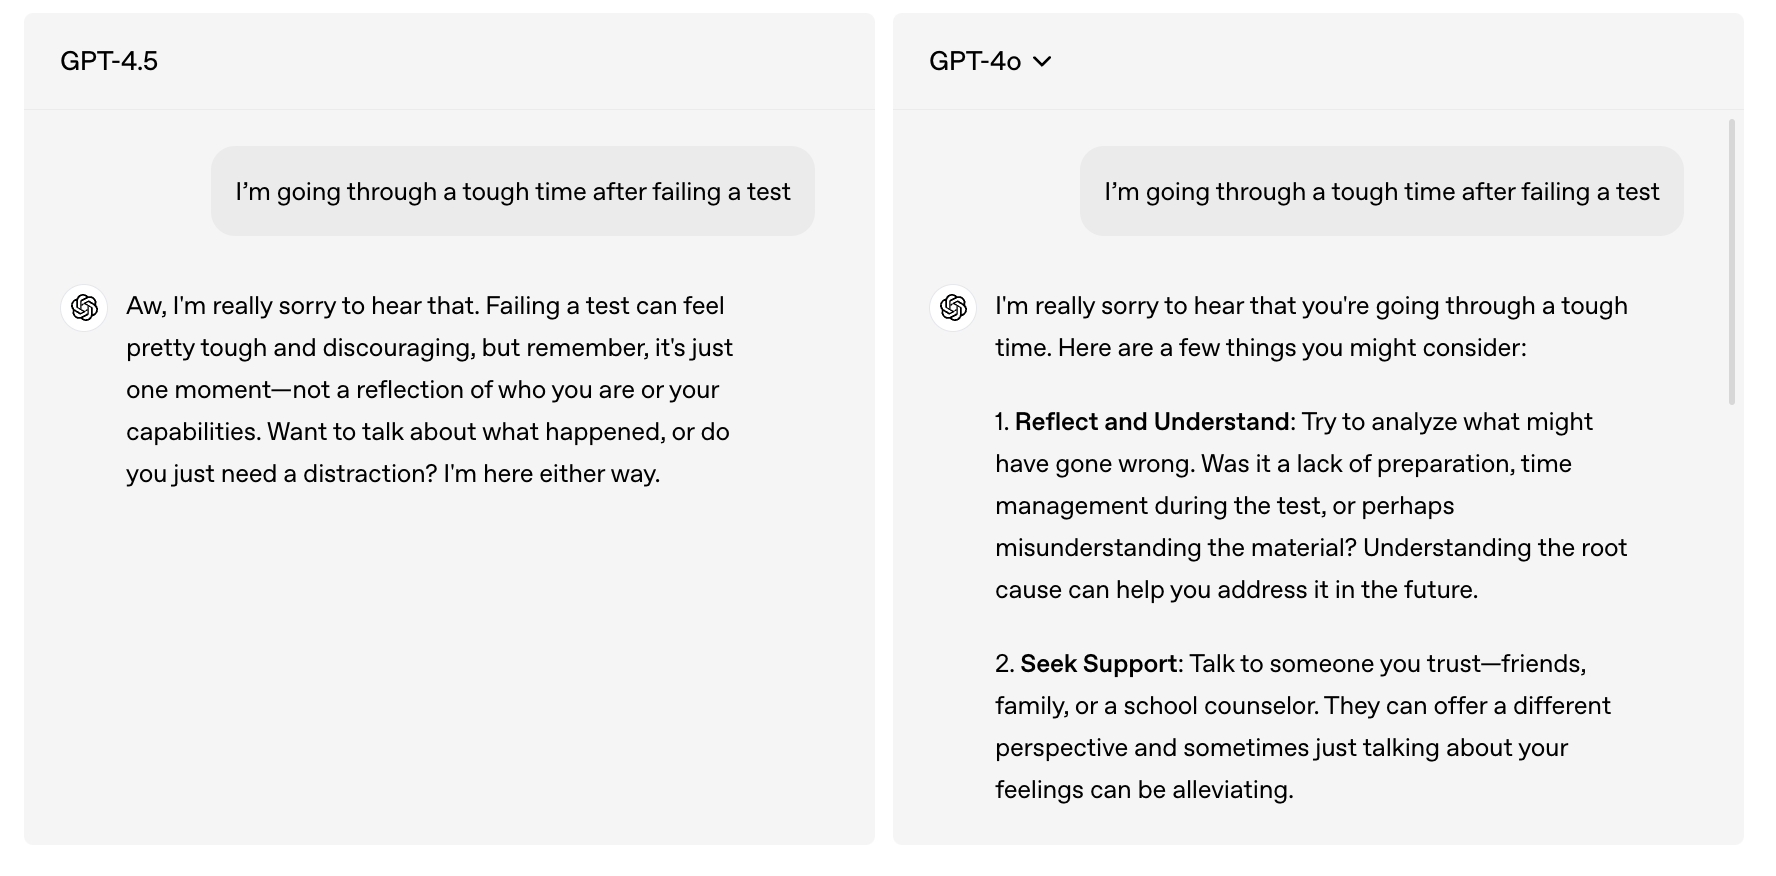 GPT-4.5
I’m going through a tough time after failing a test
Aw, I'm really sorry to hear that. Failing a test can feel
pretty tough and discouraging, but remember, it's just
one moment—not a reflection of who you are or your
capabilities. Want to talk about what happened, or do
you just need a distraction? I'm here either way.
GPT-4o
I’m going through a tough time after failing a test
I'm really sorry to hear that you're going through a tough
time. Here are a few things you might consider:
1. Reflect and Understand: Try to analyze what might
have gone wrong. Was it a lack of preparation, time
management during the test, or perhaps
misunderstanding the material? Understanding the root
cause can help you address it in the future.
2. Seek Support: Talk to someone you trust—friends,
family, or a school counselor. They can offer a different
perspective and sometimes just talking about your
feelings can be alleviating.